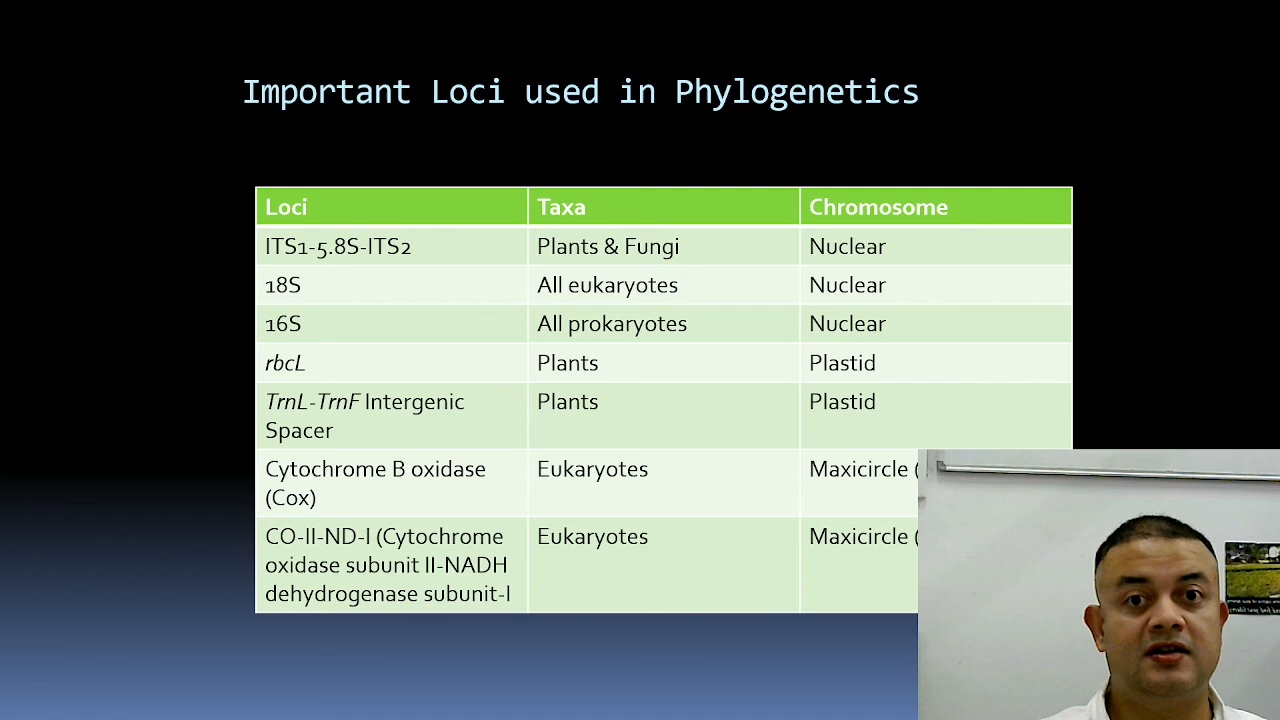 Important Loci used in Phylogenetics
Loci Taxa Chromosome
ITS1-5.8S-ITS2 Plants & Fungi Nuclear
18S All eukaryotes Nuclear
16S All prokaryotes Nuclear
rbcL Plants Plastid
TrnL-TrnF Intergenic Plants Plastid
Spacer
Cytochrome B oxidase Eukaryotes Maxicircle (
(Cox)
CO-II-ND-I (Cytochrome Eukaryotes Maxicircle (
oxidase subunit II-NADH
dehydrogenase subunit-I